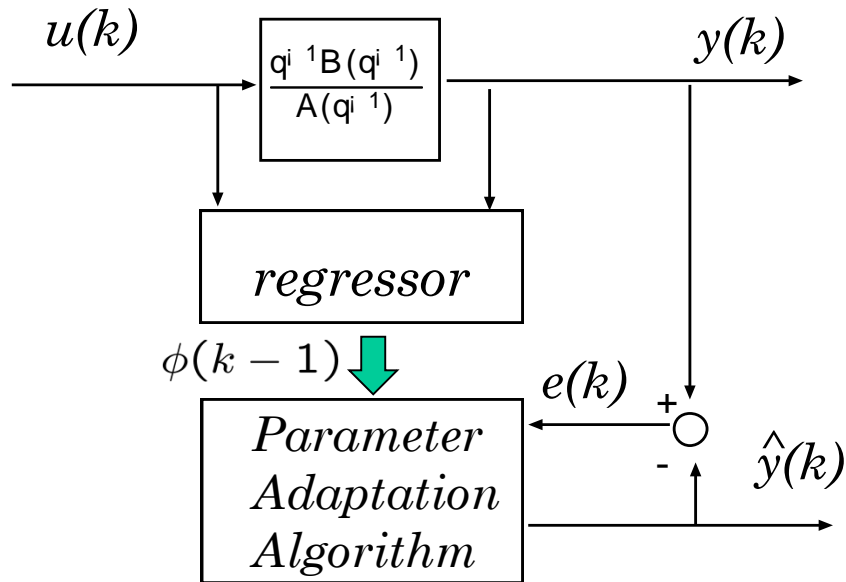 u(k)
qⁱ ¹B(qⁱ ¹)
A(qⁱ ¹)
y(k)
regressor
ϕ(k − 1)
e(k)
+
-
ŷ(k)
Parameter
Adaptation
Algorithm